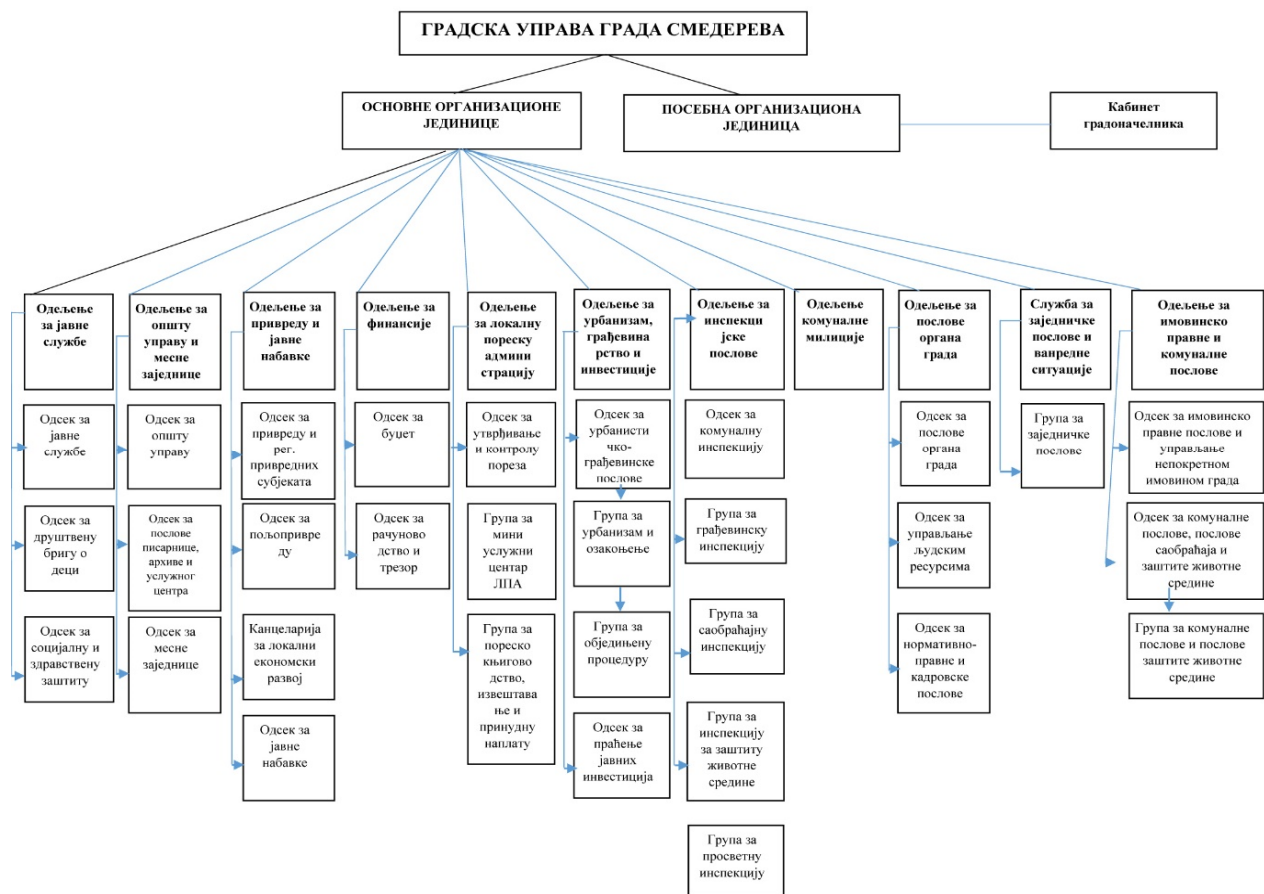 ГРАДСКА УПРАВА ГРАДА СМЕДЕРЕВА
ОСНОВНЕ ОРГАНИЗАЦИОНЕ
ЈЕДИНИЦЕ
ПОСЕБНА ОРГАНИЗАЦИОНА
ЈЕДИНИЦА
Кабинет
градоначелника
Одељење
за јавне
службе
Одељење за
општу
управу и
месне
заједнице
Одељење за
привреду и
јавне
набавке
Одељење за
финансије
Одељење
за локалну
пореску
админи
страцију
Одељење за
урбанизам,
грађевина
рство и
инвестиције
Одељење за
инспекци
јске
послове
Одељење
комуналне
милиције
Одељење за
послове
органа
града
Служба за
заједничке
послове и
ванредне
ситуације
Одељење за
имовинско
правне и
комуналне
послове
Одсек за
јавне
службе
Одсек за
друштвену
бригу о
деци
Одсек за
социјалну и
здравствену
заштиту
Одсек за
општу
управу
Одсек за
послове
писарнице,
архиве и
услужног
центра
Одсек за
месне
заједнице
Одсек за
привреду и
рег.
привредних
субјеката
Одсек за
пољопривре
ду
Канцеларија
за локални
економски
развој
Одсек за
јавне
набавке
Одсек за
буџет
Одсек за
рачуново
дство и
трезор
Одсек за
утврђивање
и контролу
пореза
Група за
мини
услужни
центар
ЛПА
Група за
пореско
књигово
дство,
извештава
ње и
принудну
наплату
Одсек за
урбанисти
чко-
грађевинске
послове
Група за
урбанизам и
озакоњење
Група за
обједињену
процедуру
Одсек за
праћење
јавних
инвестиција
Одсек за
комуналну
инспекцију
Група за
грађевинску
инспекцију
Група за
саобраћајну
инспекцију
Група за
инспекцију
за заштиту
животне
средине
Група за
просветну
инспекцију
Одсек за
послове
органа
града
Одсек за
управљање
људским
ресурсима
Одсек за
нормативно-
правне и
кадровске
послове
Група за
заједничке
послове
Одсек за имовинско
правне послове и
управљање
непокретном
имовином града
Одсек за комуналне
послове, послове
саобраћаја и
заштите животне
средине
Група за комуналне
послове и послове
заштите животне
средине